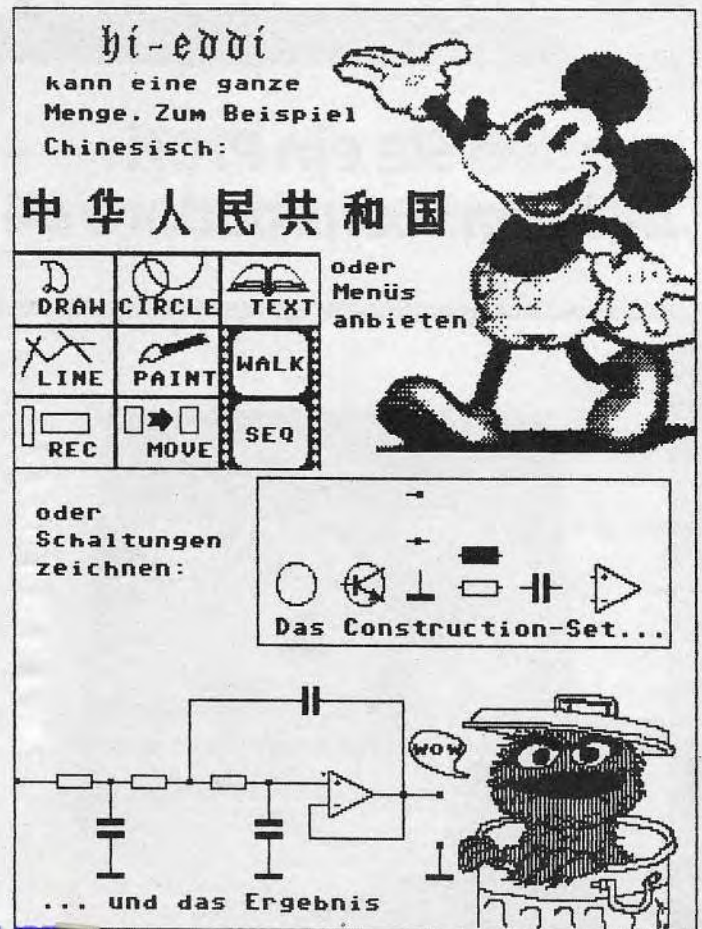 hi-eddi
kann eine ganze
Menge. Zum Beispiel
Chinesisch:
中华人民共和国
DRAW CIRCLE TEXT
LINE PAINT WALK
REC MOVE SEQ
oder
Menüs
anbieten
oder
Schaltungen
zeichnen:
Das Construction-Set...
WOW
... und das Ergebnis